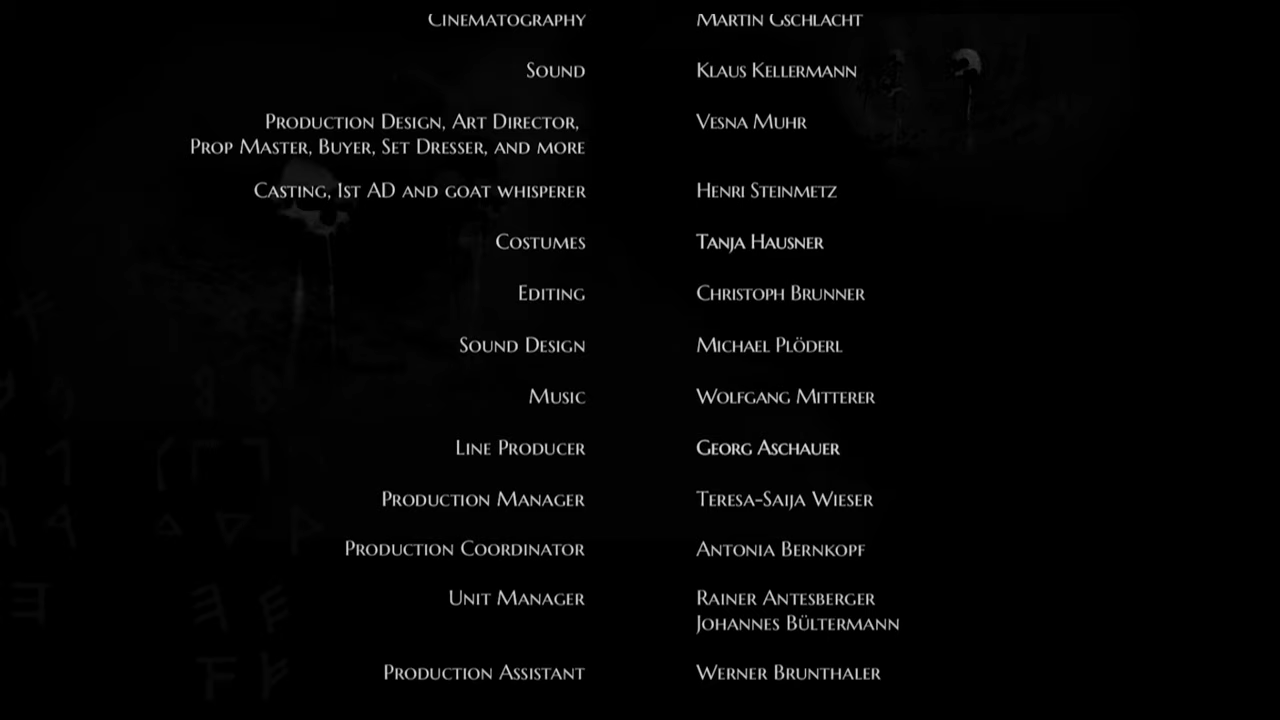 Cinematography Martin Gschlacht
Sound Klaus Kellermann
Production Design, Art Director, Vesna Muhr
Prop Master, Buyer, Set Dresser, and more
Casting, 1st AD and goat whisperer Henri Steinmetz
Costumes Tanja Hausner
Editing Christoph Brunner
Sound Design Michael Plöderl
Music Wolfgang Mitterer
Line Producer Georg Aschauer
Production Manager Teresa-Saija Wieser
Production Coordinator Antonia Bernkopf
Unit Manager Rainer Antesberger
Johannes Bültermann
Production Assistant Werner Brunthaler